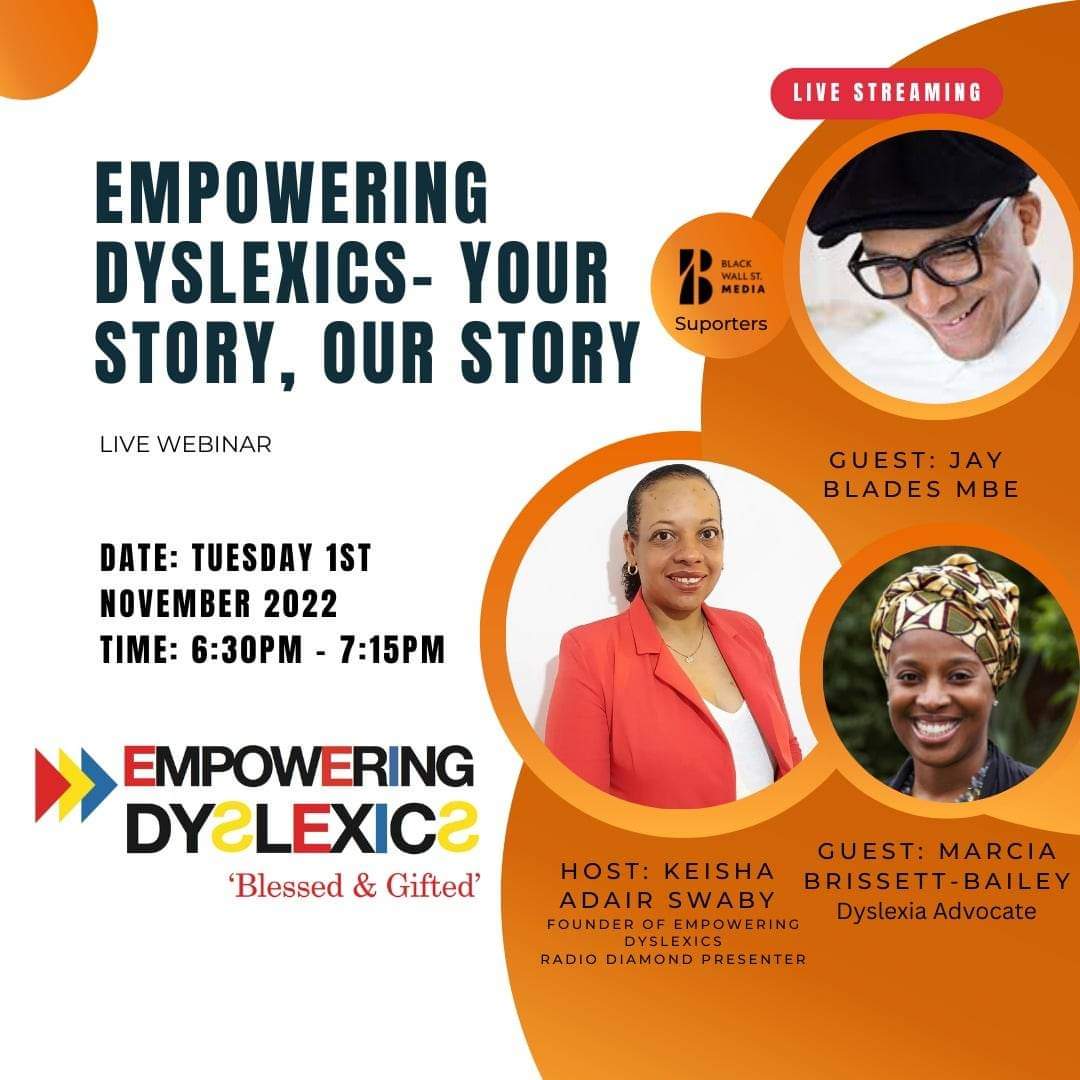 LIVE STREAMING
EMPOWERING
DYSLEXICS- YOUR
STORY, OUR STORY
BLACK
WALL ST.
MEDIA
Suporters
LIVE WEBINAR
GUEST: JAY
BLADES MBE
DATE: TUESDAY 1ST
NOVEMBER 2022
TIME: 6:30PM - 7:15PM
EMPOWERING
DYSLEXICS
'Blessed & Gifted'
HOST: KEISHA
ADAIR SWABY
FOUNDER OF EMPOWERING
DYSLEXICS
RADIO DIAMOND PRESENTER
GUEST: MARCIA
BRISSETT-BAILEY
Dyslexia Advocate